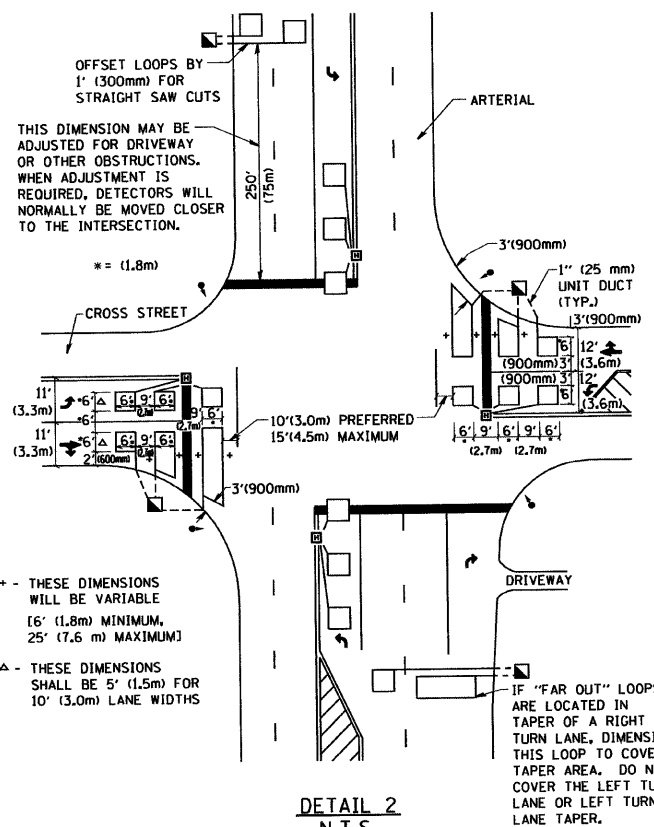 OFFSET LOOPS BY
1' (300mm) FOR
STRAIGHT SAW CUTS
THIS DIMENSION MAY BE
ADJUSTED FOR DRIVEWAY
OR OTHER OBSTRUCTIONS.
WHEN ADJUSTMENT IS
REQUIRED, DETECTORS WILL
NORMALLY BE MOVED CLOSER
TO THE INTERSECTION.
250'
(75m)
ARTERIAL
* = (1.8m)
3'(900mm)
1" (25 mm)
UNIT DUCT
(TYP.)
H
CROSS STREET
3'(900mm)
*6'
12'
(3.6m)
(900mm) 3'
(900mm) 3'
12'
(3.6m)
*6'
H
H
11'
(3.3m)
*6'
△
6' 9' 6'
9' 6'
(2.7m)
*6'
11'
(3.3m)
*6'
△
6' 9' 6'
2' (600mm)
10'(3.0m) PREFERRED
15'(4.5m) MAXIMUM
6' 9' 6' 9' 6'
(2.7m) (2.7m)
3'(900mm)
H
DRIVEWAY
+ - THESE DIMENSIONS
WILL BE VARIABLE
[6' (1.8m) MINIMUM,
25' (7.6 m) MAXIMUM]
△ - THESE DIMENSIONS
SHALL BE 5' (1.5m) FOR
10' (3.0m) LANE WIDTHS
IF "FAR OUT" LOOPS
ARE LOCATED IN
TAPER OF A RIGHT
TURN LANE, DIMENSI
THIS LOOP TO COVE
TAPER AREA. DO N
COVER THE LEFT TU
LANE OR LEFT TURN
LANE TAPER.
DETAIL 2
N.T.S.